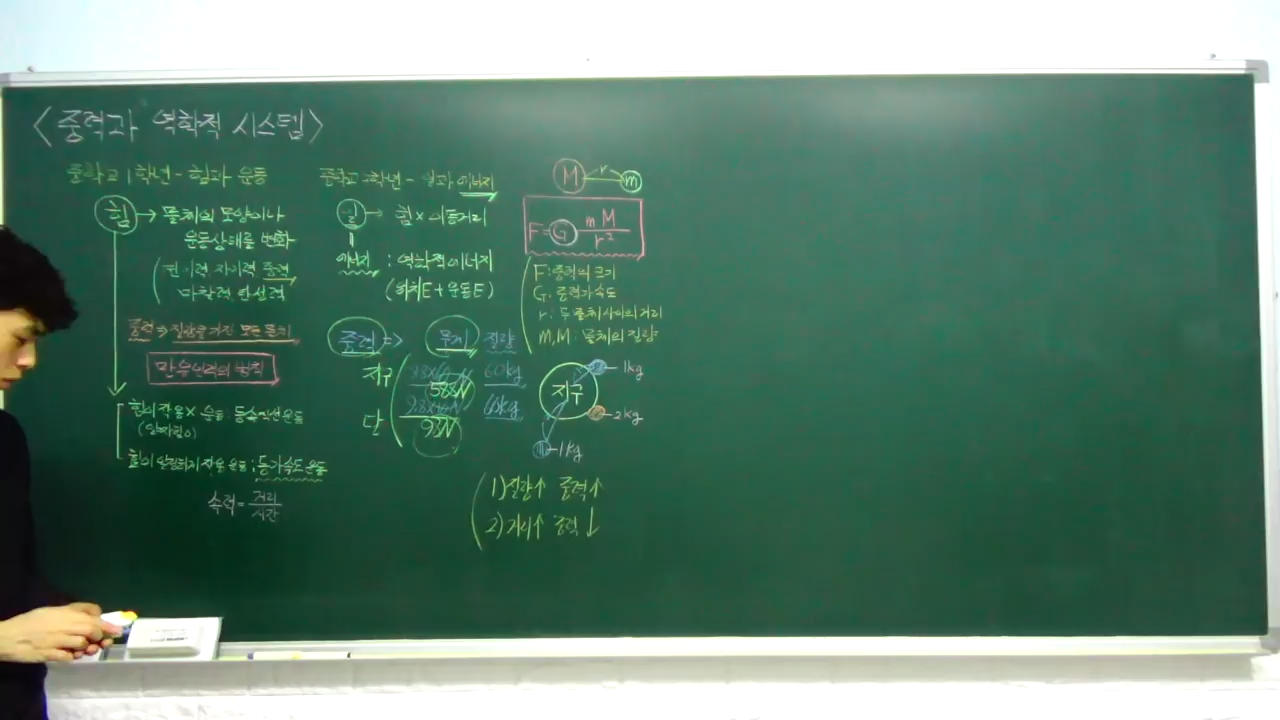 <중력과 역학적 시스템>
중학교 1학년 - 힘과 운동
힘 → 물체의 모양이나
운동상태를 변화
전기력 자기력 중력
마찰력 탄성력
중력 → 질량을 가진 모든 물체
만유인력의 법칙
힘이 작용 X 운동: 등속직선운동
힘이 일정하게 작용 운동: 등가속도 운동
속력 = 거리/시간
중학교 3학년 - 일과 에너지
일 → 힘 × 이동거리
에너지 : 역학적에너지
(위치E + 운동E)
중력 => 무게 질량
지구 9.8×60N 60kg
588N
9.8×10N 60kg
달 98N
M r m
F = G mM/r²
F: 중력의 크기
G: 중력가속도
r: 두 물체 사이의 거리
m, M: 물체의 질량
지구
1kg
2kg
1kg
1) 질량↑ 중력↑
2) 거리↑ 중력↓